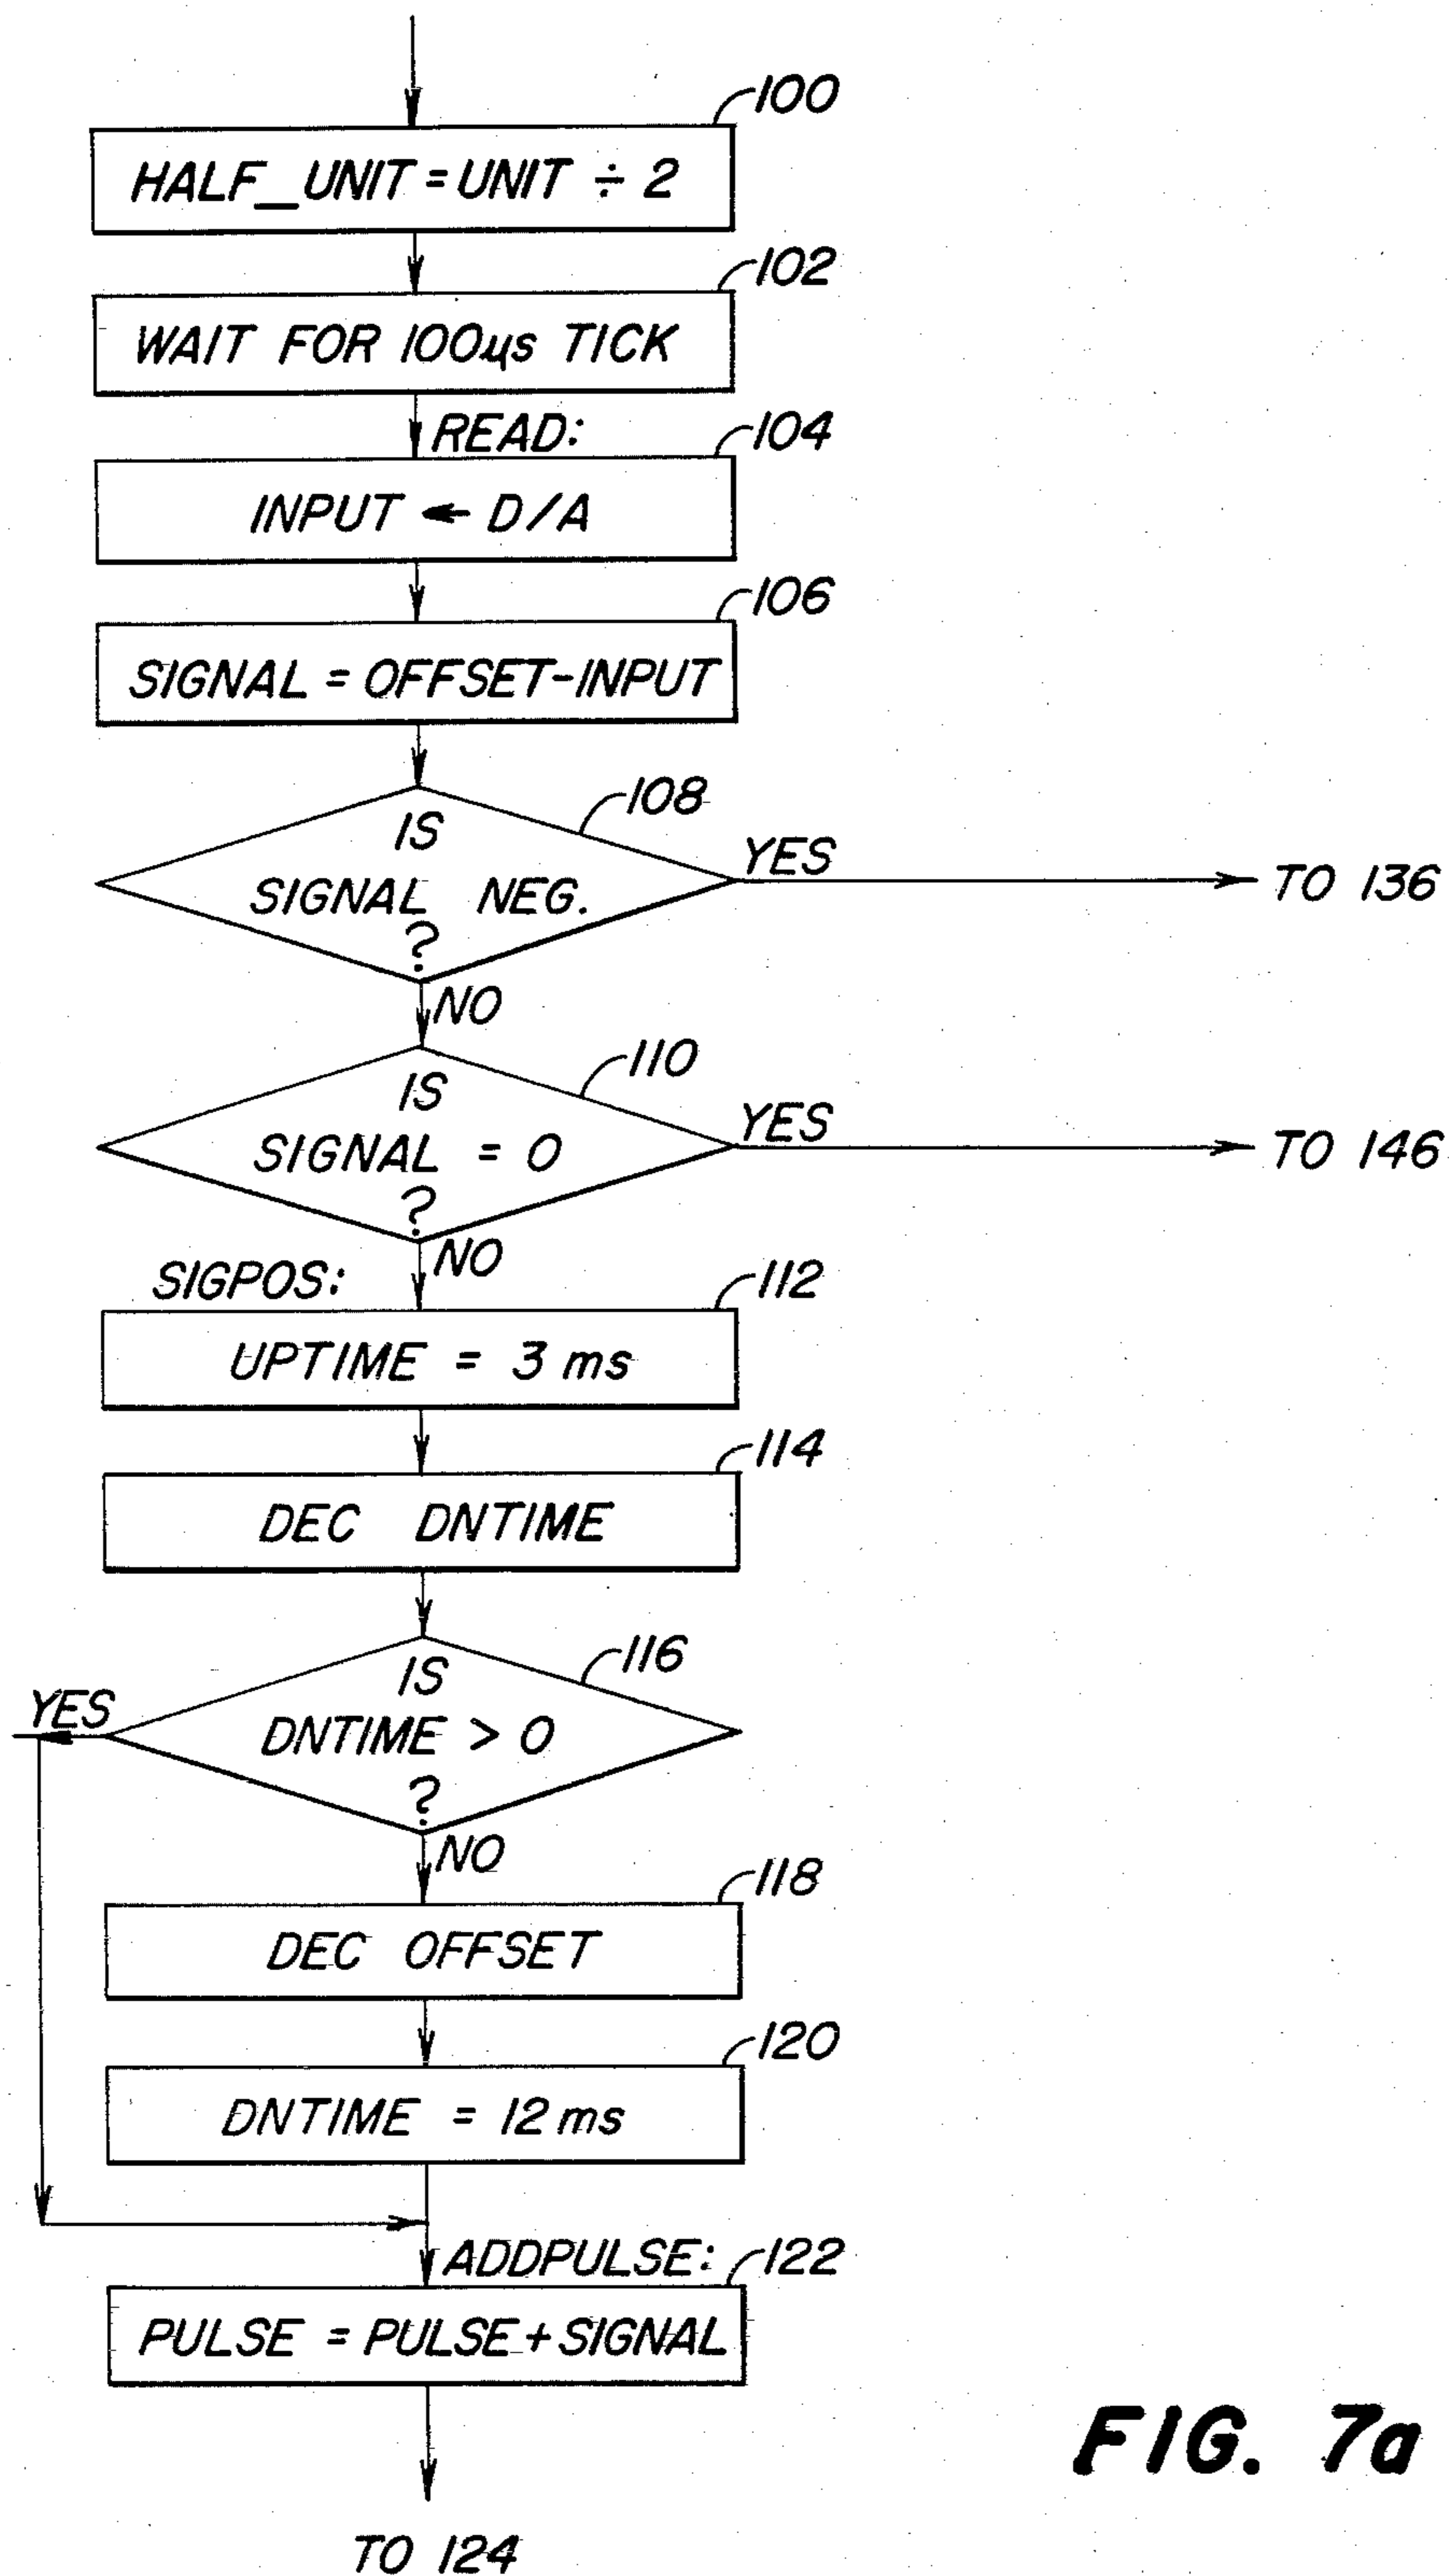 100
HALF_UNIT = UNIT ÷ 2
102
WAIT FOR 100µs TICK
READ:
104
INPUT ← D/A
106
SIGNAL = OFFSET-INPUT
108
IS
SIGNAL NEG.
?
YES
TO 136
NO
110
IS
SIGNAL = 0
?
YES
TO 146
NO
SIGPOS:
112
UPTIME = 3 ms
114
DEC DNTIME
116
IS
DNTIME > 0
?
YES
NO
118
DEC OFFSET
120
DNTIME = 12 ms
ADDPULSE:
122
PULSE = PULSE + SIGNAL
TO 124
FIG. 7a